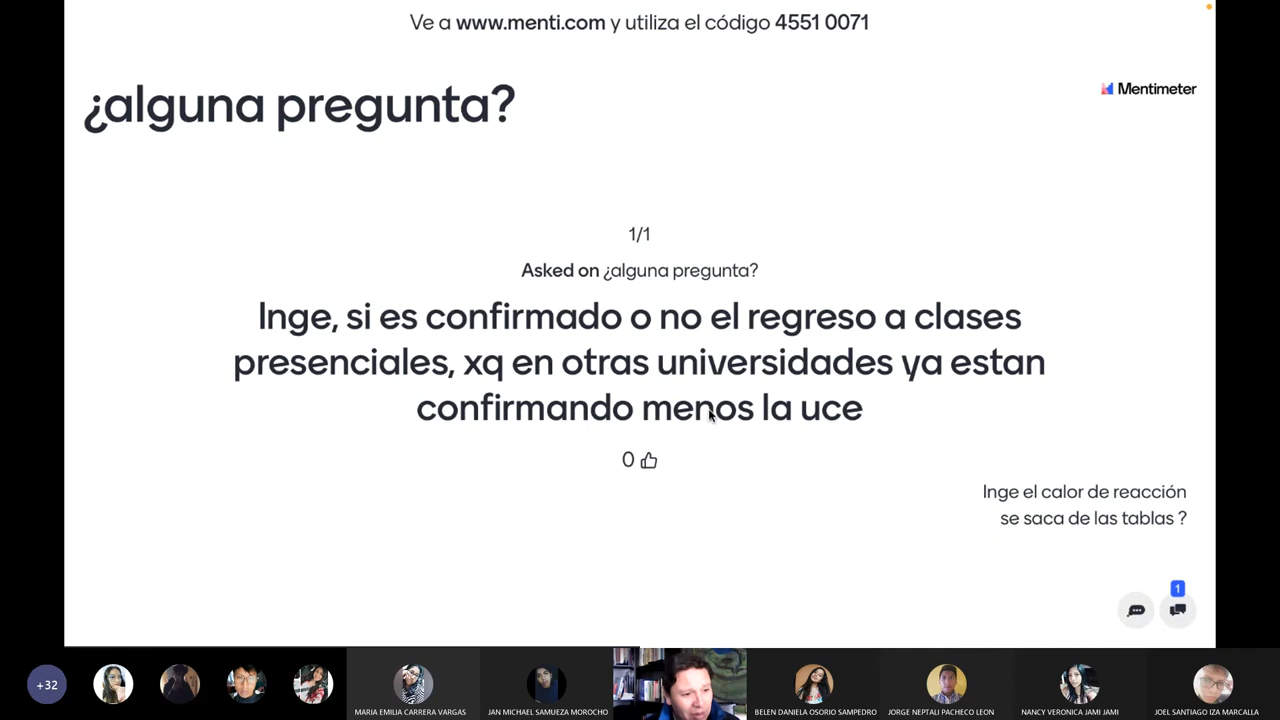 Ve a www.menti.com y utiliza el código 4551 0071
¿alguna pregunta?
Mentimeter
1/1
Asked on ¿alguna pregunta?
Inge, si es confirmado o no el regreso a clases
presenciales, xq en otras universidades ya estan
confirmando menos la uce
0
Inge el calor de reacción
se saca de las tablas ?
1
+32
MARIA EMILIA CARRERA VARGAS
JAN MICHAEL SAMUEZA MOROCHO
BELEN DANIELA OSORIO SAMPEDRO
JORGE NEPTALI PACHECO LEON
NANCY VERONICA JAMI JAMI
JOEL SANTIAGO IZA MARCALLA